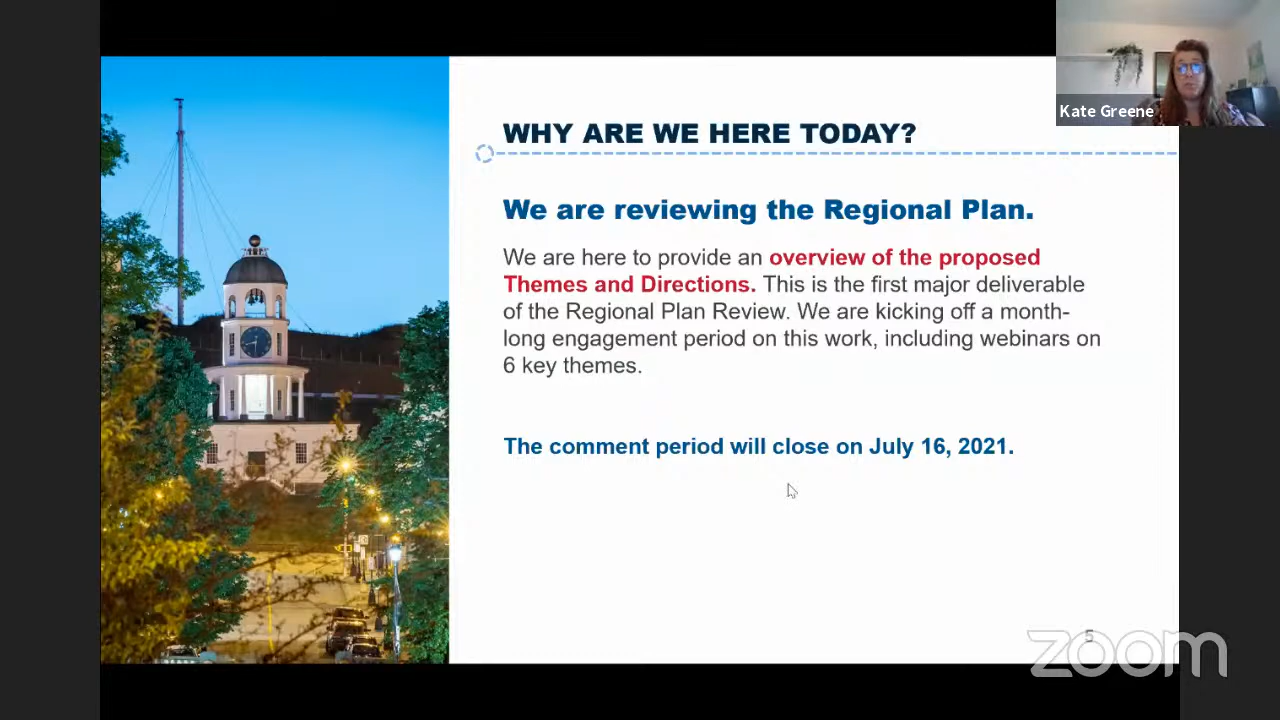 Kate Greene
WHY ARE WE HERE TODAY?
We are reviewing the Regional Plan.
We are here to provide an overview of the proposed
Themes and Directions. This is the first major deliverable
of the Regional Plan Review. We are kicking off a month-
long engagement period on this work, including webinars on
6 key themes.
The comment period will close on July 16, 2021.
5
zoom